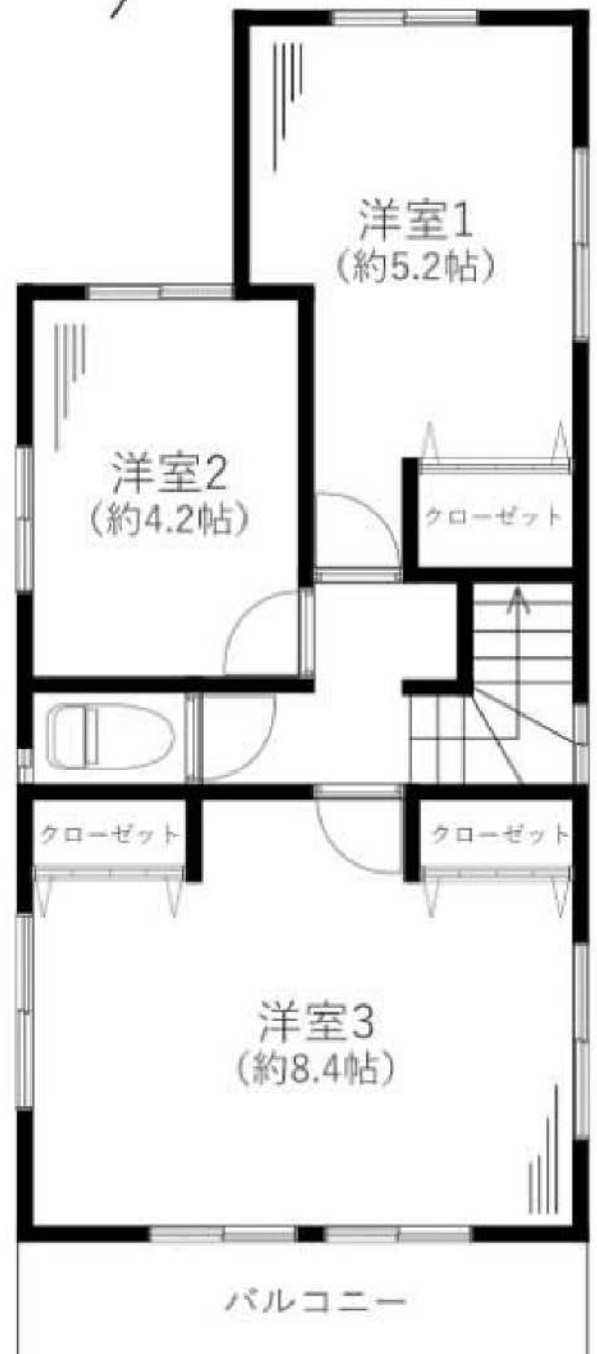 洋室1
(約5.2帖)
洋室2
(約4.2帖)
クローゼット
クローゼット
クローゼット
洋室3
(約8.4帖)
バルコニー